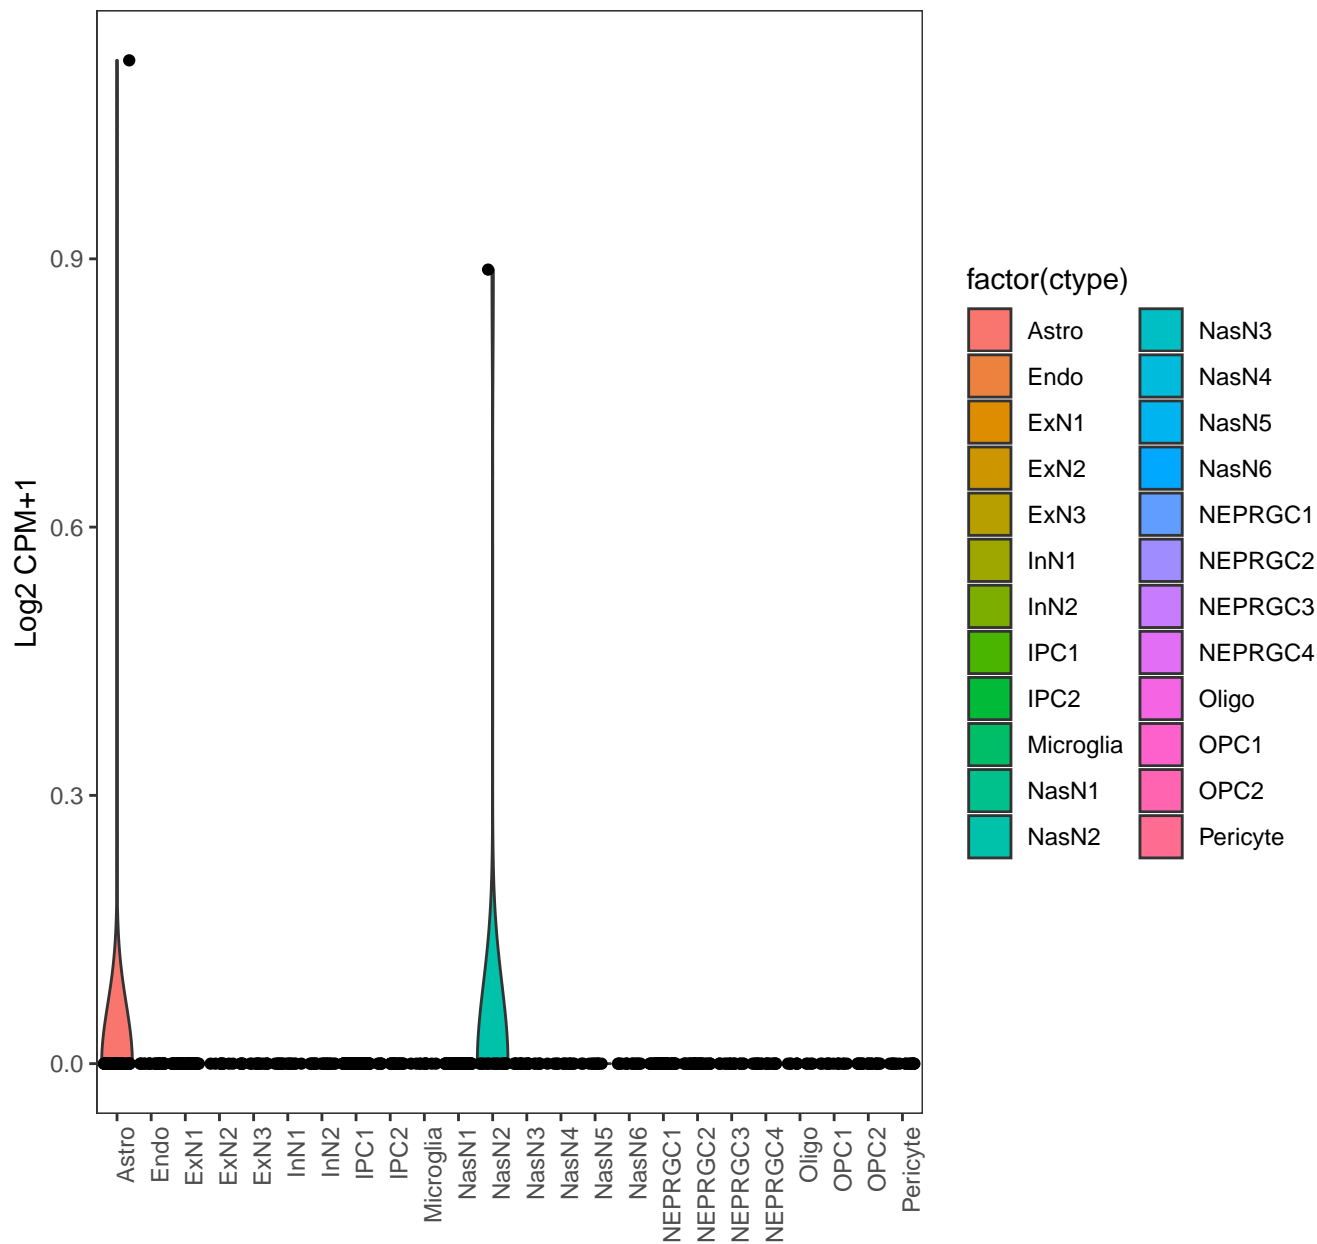 Log2 CPM+1
0.9
0.6
0.3
0.0
Astro
Endo
ExN1
ExN2
ExN3
InN1
InN2
IPC1
IPC2
Microglia
NasN1
NasN2
NasN3
NasN4
NasN5
NasN6
NEPRGC1
NEPRGC2
NEPRGC3
NEPRGC4
Oligo
OPC1
OPC2
Pericyte
factor(ctype)
Astro
Endo
ExN1
ExN2
ExN3
InN1
InN2
IPC1
IPC2
Microglia
NasN1
NasN2
NasN3
NasN4
NasN5
NasN6
NEPRGC1
NEPRGC2
NEPRGC3
NEPRGC4
Oligo
OPC1
OPC2
Pericyte